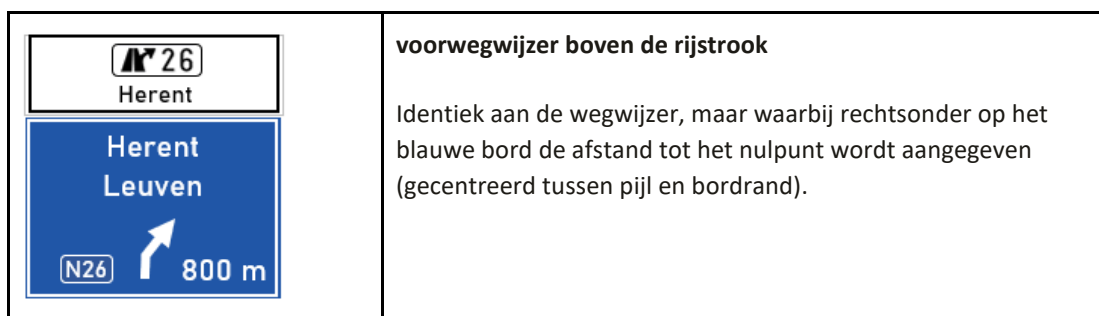 26
Herent
Herent
Leuven
N26 800 m
voorwegwijzer boven de rijstrook
Identiek aan de wegwijzer, maar waarbij rechtsonder op het
blauwe bord de afstand tot het nulpunt wordt aangegeven
(gecentreerd tussen pijl en bordrand).